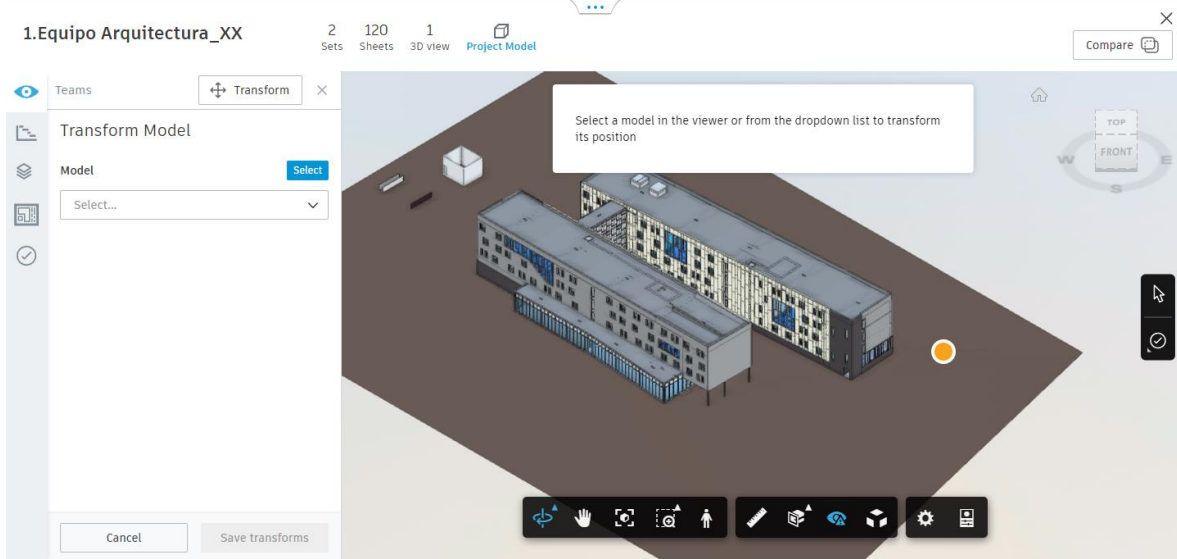 1.Equipo Arquitectura_XX
2 120 1
Sets Sheets 3D view Project Model
Compare
Teams
Transform
Transform Model
Model
Select
Select...
Select a model in the viewer or from the dropdown list to transform
its position
TOP
FRONT
W
E
S
Cancel
Save transforms